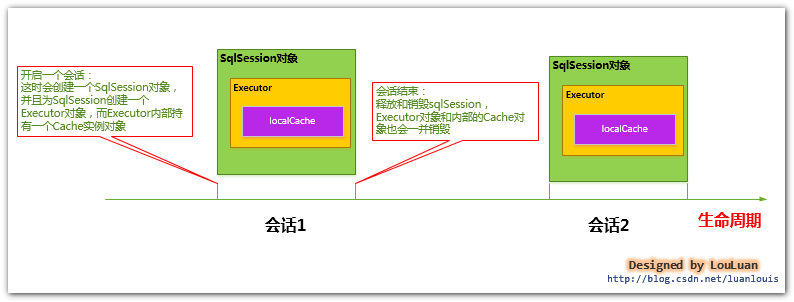 开启一个会话：
这时会创建一个SqlSession对象，
并且为SqlSession创建一个
Executor对象，而Executor内部持
有一个Cache实例对象
SqlSession对象
Executor
localCache
会话结束：
释放和销毁sqlSession，
Executor对象和内部的Cache对
象也会一并销毁
SqlSession对象
Executor
localCache
会话1
会话2
生命周期
Designed by LouLuan
http://blog.csdn.net/luanlouis